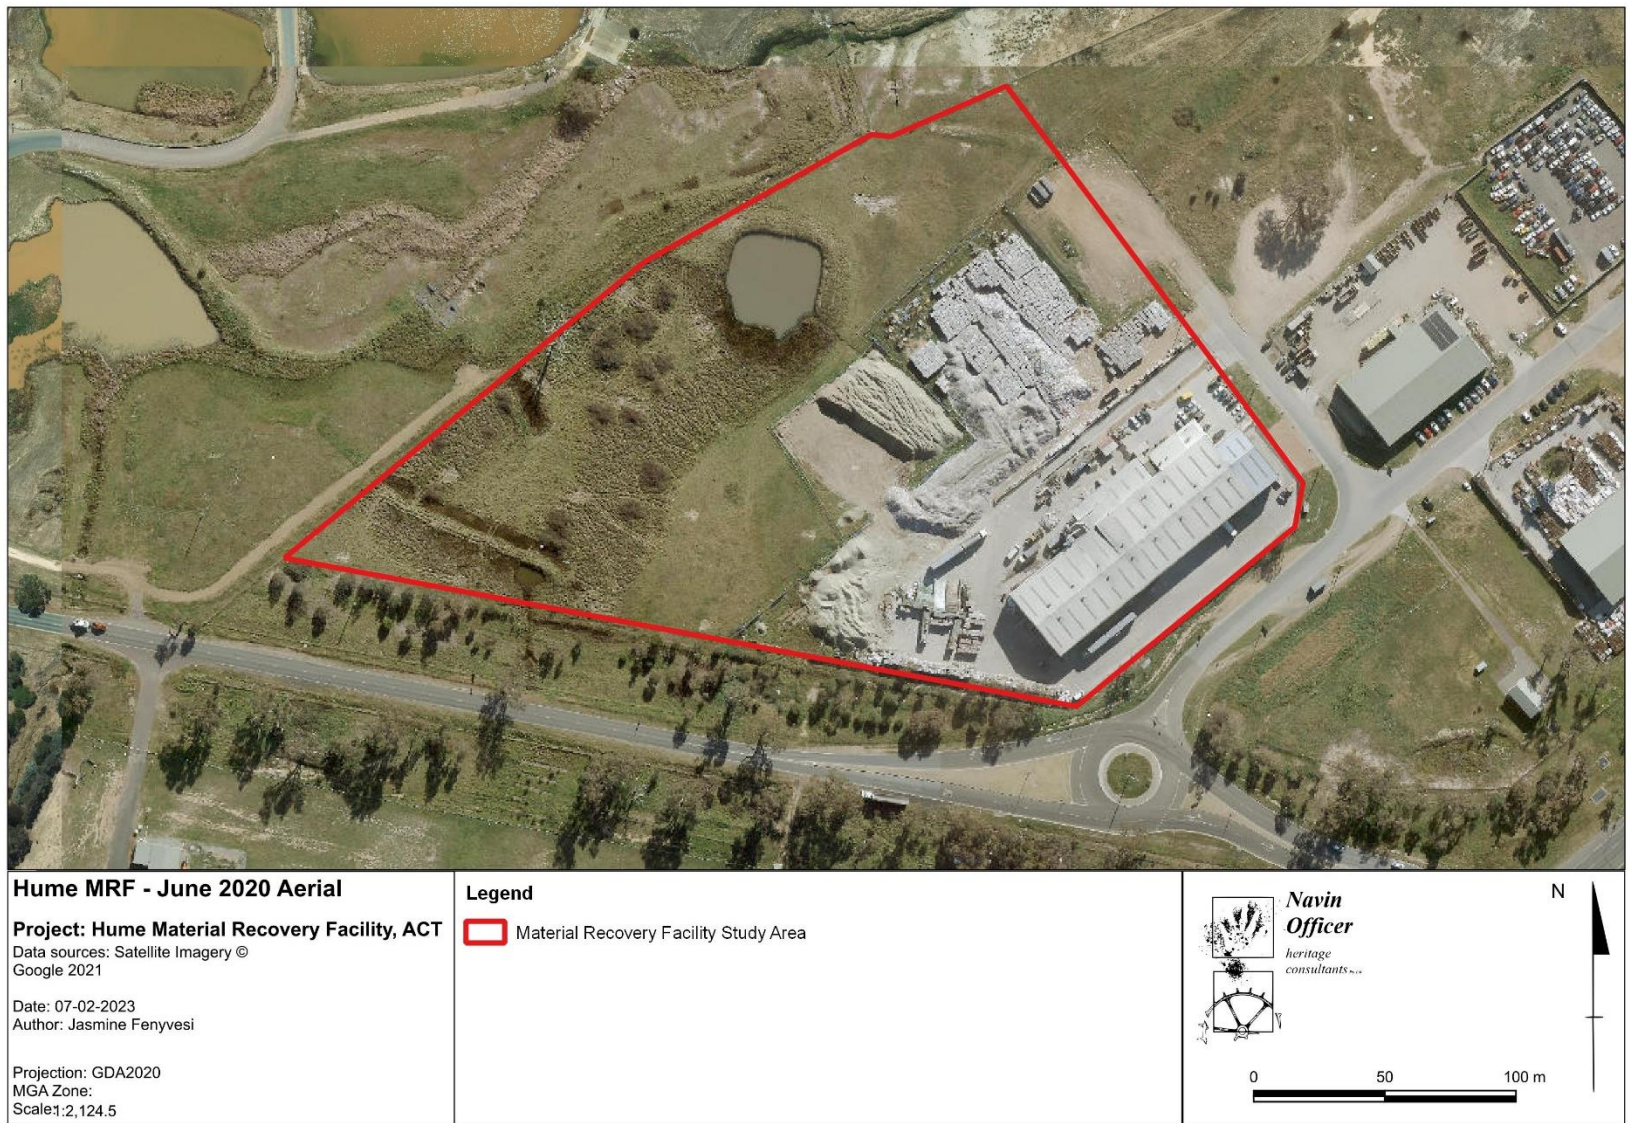 Hume MRF - June 2020 Aerial
Project: Hume Material Recovery Facility, ACT
Data sources: Satellite Imagery ©
Google 2021
Date: 07-02-2023
Author: Jasmine Fenyvesi
Projection: GDA2020
MGA Zone:
Scale:1:2,124.5
Legend
Material Recovery Facility Study Area
Navin
Officer
heritage
consultants
N
0 50 100 m